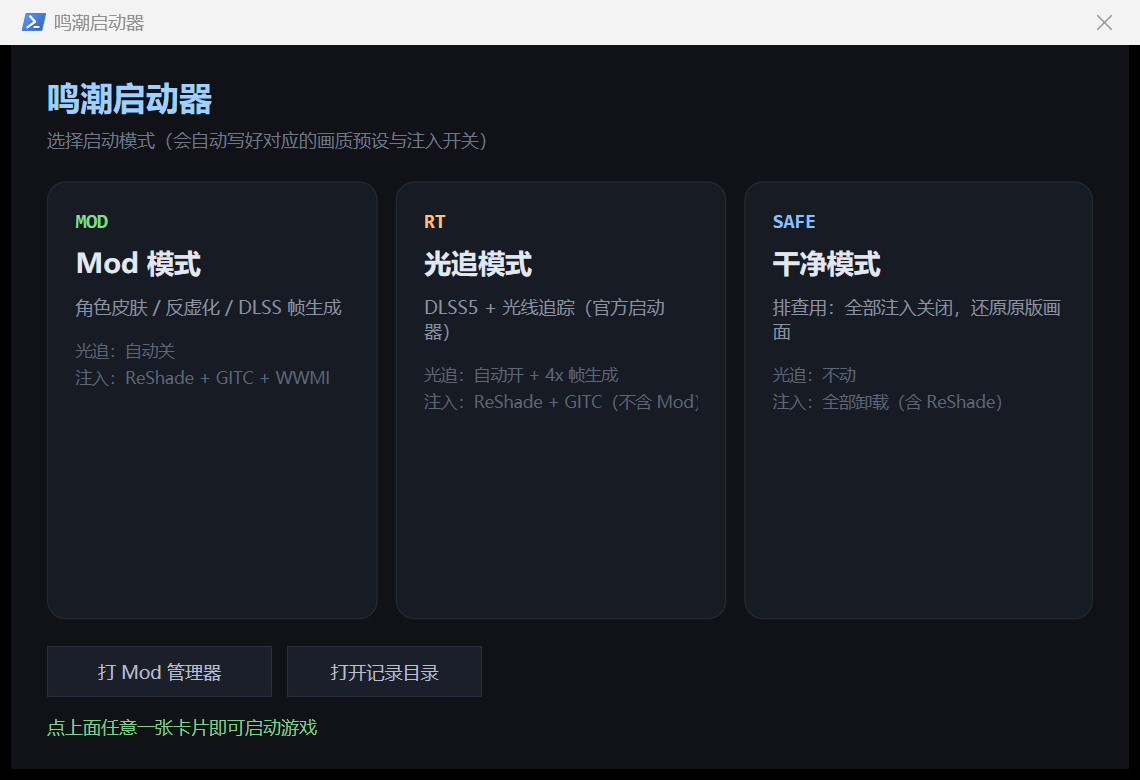 鸣潮启动器
鸣潮启动器
选择启动模式（会自动写好对应的画质预设与注入开关）
MOD
Mod 模式
角色皮肤 / 反虚化 / DLSS 帧生成
光追：自动关
注入：ReShade + GITC + WWMI
RT
光追模式
DLSS5 + 光线追踪（官方启动
器）
光追：自动开 + 4x 帧生成
注入：ReShade + GITC（不含 Mod）
SAFE
干净模式
排查用：全部注入关闭，还原原版画
面
光追：不动
注入：全部卸载（含 ReShade）
打 Mod 管理器
打开记录目录
点上面任意一张卡片即可启动游戏